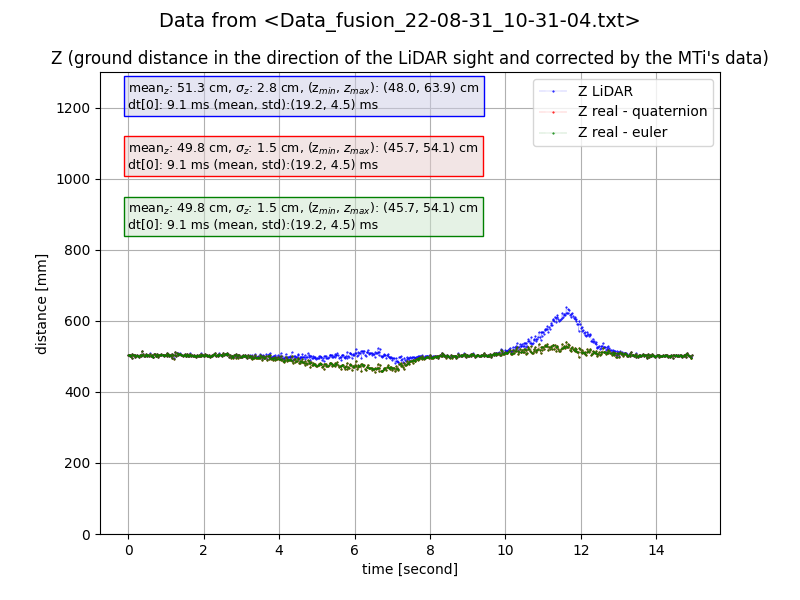 Data from <Data_fusion_22-08-31_10-31-04.txt>
Z (ground distance in the direction of the LiDAR sight and corrected by the MTi's data)
mean_z: 51.3 cm, σ_z: 2.8 cm, (z_min, z_max): (48.0, 63.9) cm
dt[0]: 9.1 ms (mean, std):(19.2, 4.5) ms
mean_z: 49.8 cm, σ_z: 1.5 cm, (z_min, z_max): (45.7, 54.1) cm
dt[0]: 9.1 ms (mean, std):(19.2, 4.5) ms
mean_z: 49.8 cm, σ_z: 1.5 cm, (z_min, z_max): (45.7, 54.1) cm
dt[0]: 9.1 ms (mean, std):(19.2, 4.5) ms
Z LiDAR
Z real - quaternion
Z real - euler
distance [mm]
1200
1000
800
600
400
200
0
0 2 4 6 8 10 12 14
time [second]